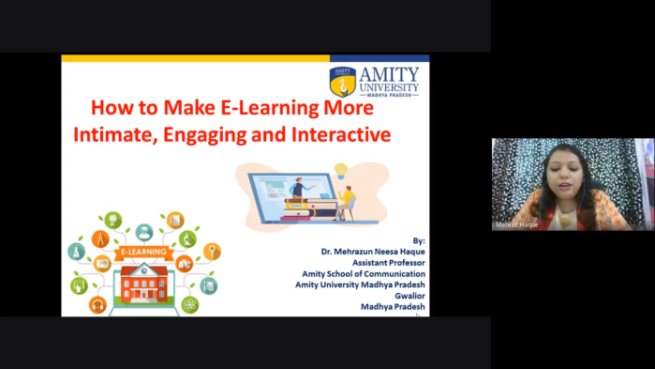 AMITY
UNIVERSITY
MADHYA PRADESH
How to Make E-Learning More
Intimate, Engaging and Interactive
E-LEARNING
By:
Dr. Mehrazun Neesa Haque
Assistant Professor
Amity School of Communication
Amity University Madhya Pradesh
Gwalior
Madhya Pradesh
Haque